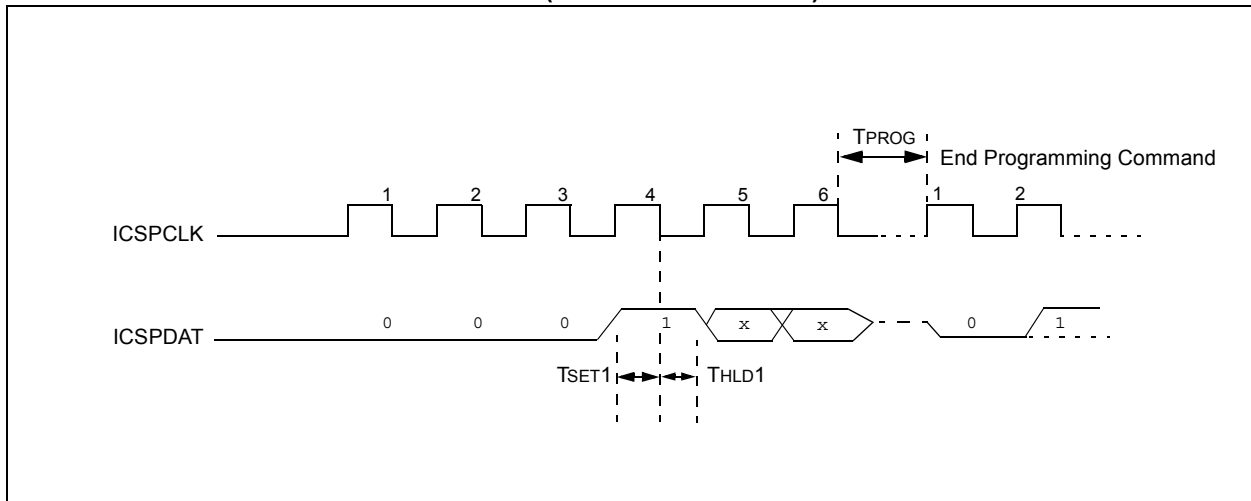 TPROG
End Programming Command
1 2 3 4 5 6 1 2
ICSPCLK
ICSPDAT
0 0 0 1 x x 0 1
TSET1 THLD1